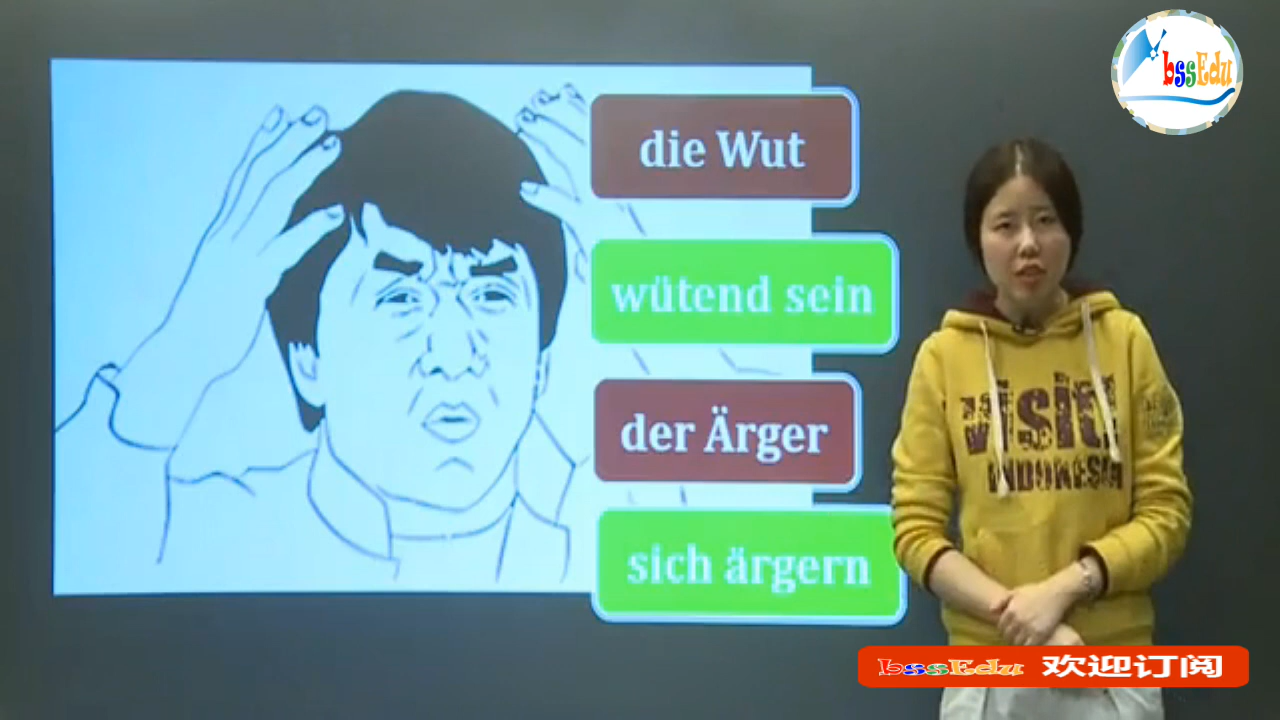 bssEdu
die Wut
wütend sein
der Ärger
sich ärgern
visit
INDONESIA
bssEdu 欢迎订阅